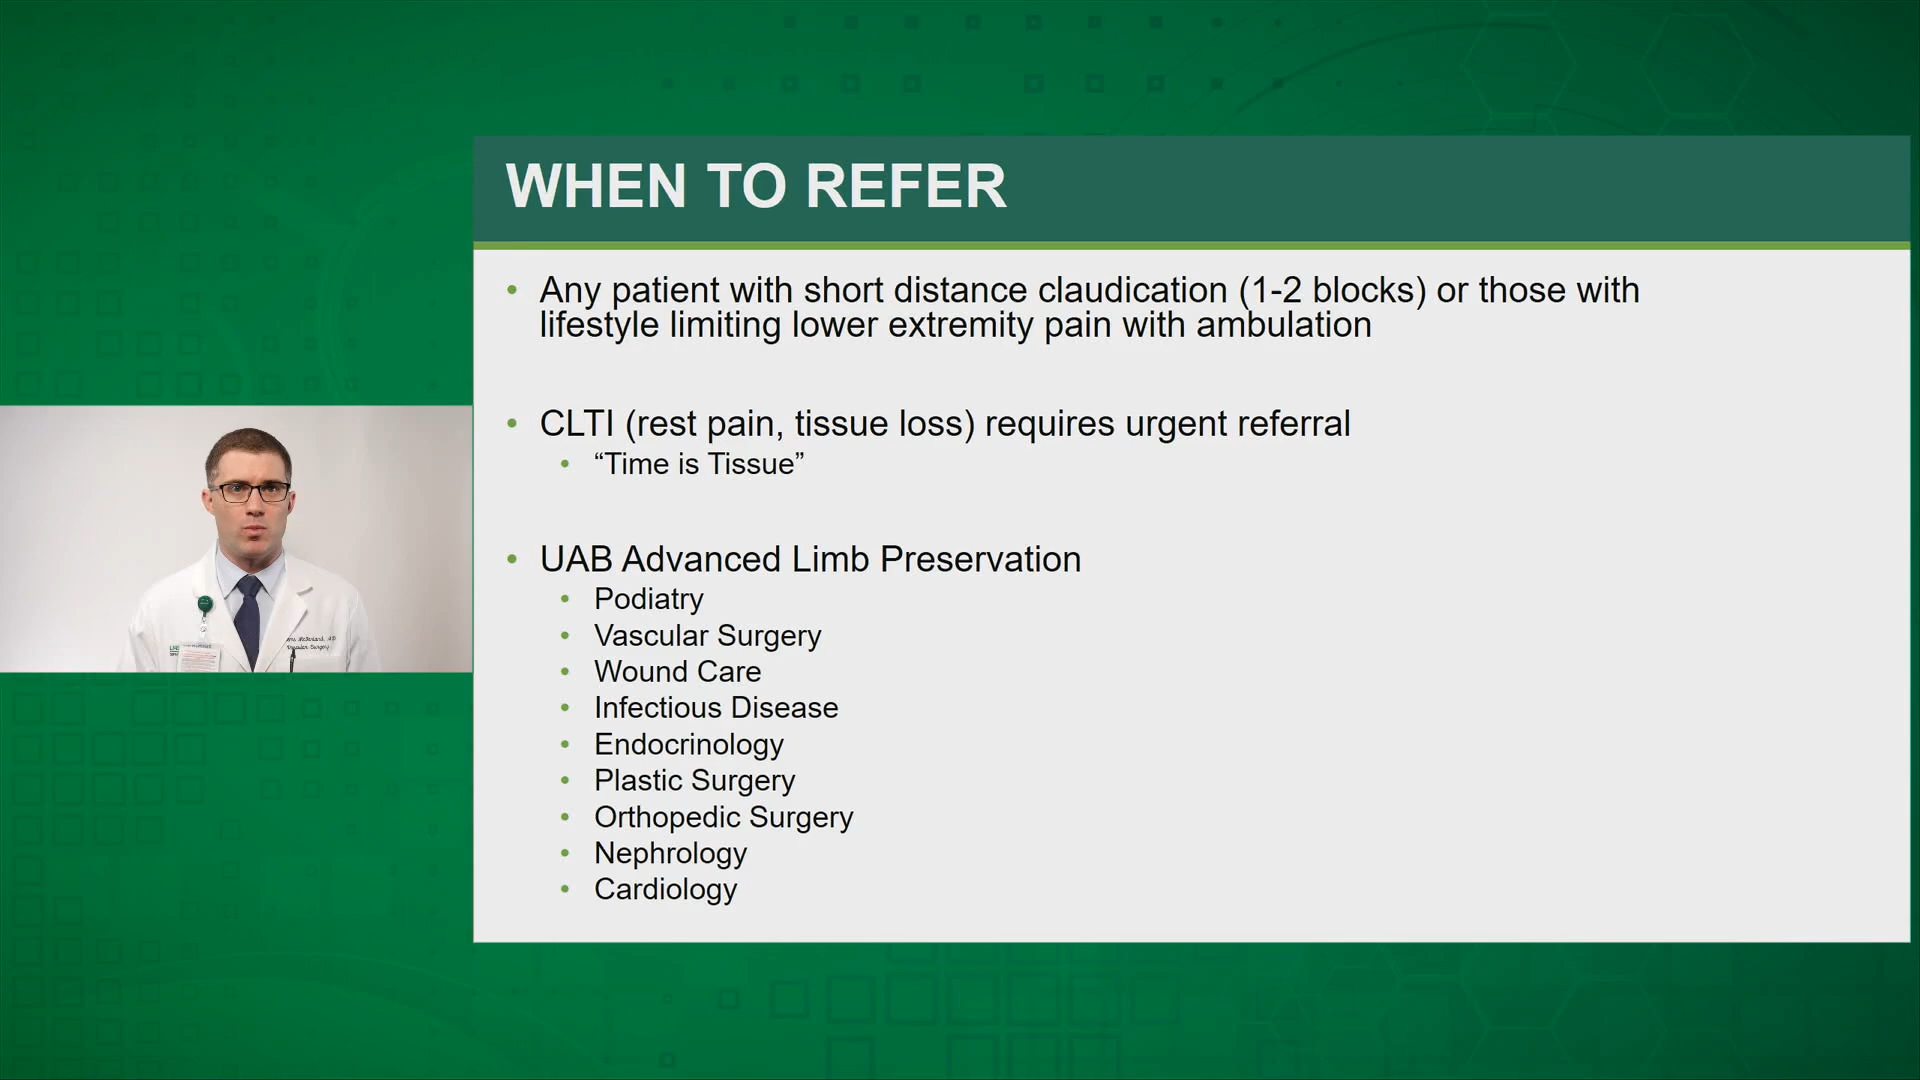 WHEN TO REFER
• Any patient with short distance claudication (1-2 blocks) or those with
lifestyle limiting lower extremity pain with ambulation
• CLTI (rest pain, tissue loss) requires urgent referral
• “Time is Tissue”
• UAB Advanced Limb Preservation
• Podiatry
• Vascular Surgery
• Wound Care
• Infectious Disease
• Endocrinology
• Plastic Surgery
• Orthopedic Surgery
• Nephrology
• Cardiology
Surgery